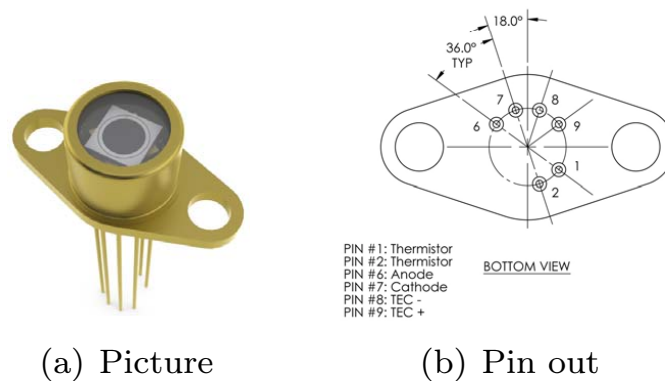 18.0°
36.0°
TYP
7
8
6
9
1
2
PIN #1: Thermistor
PIN #2: Thermistor
PIN #6: Anode
PIN #7: Cathode
PIN #8: TEC -
PIN #9: TEC +
BOTTOM VIEW
(a) Picture
(b) Pin out